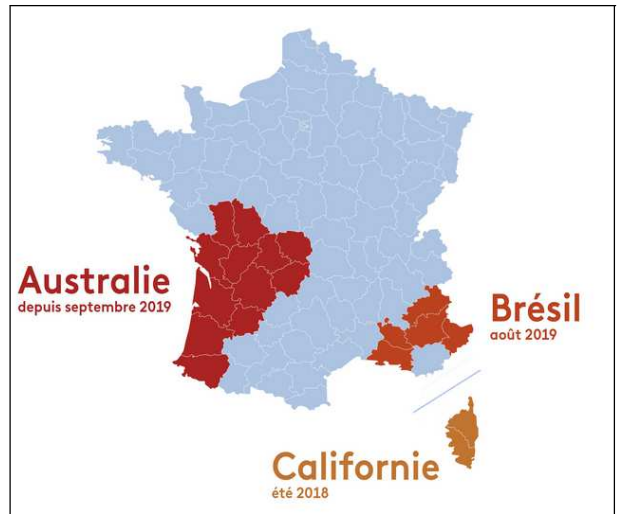 Australie
depuis septembre 2019
Brésil
août 2019
Californie
été 2018